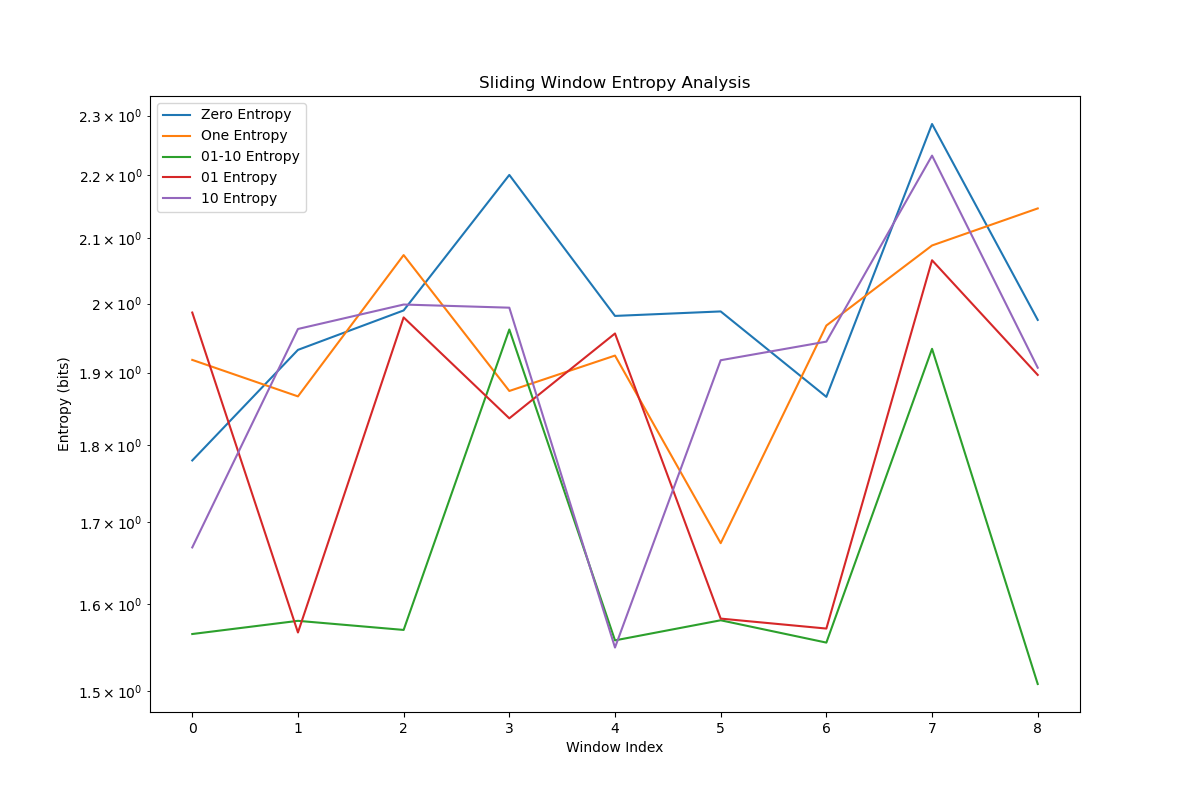 Sliding Window Entropy Analysis
Zero Entropy
One Entropy
01-10 Entropy
01 Entropy
10 Entropy
2.3 × 10⁰
2.2 × 10⁰
2.1 × 10⁰
2 × 10⁰
1.9 × 10⁰
1.8 × 10⁰
1.7 × 10⁰
1.6 × 10⁰
1.5 × 10⁰
Entropy (bits)
0 1 2 3 4 5 6 7 8
Window Index